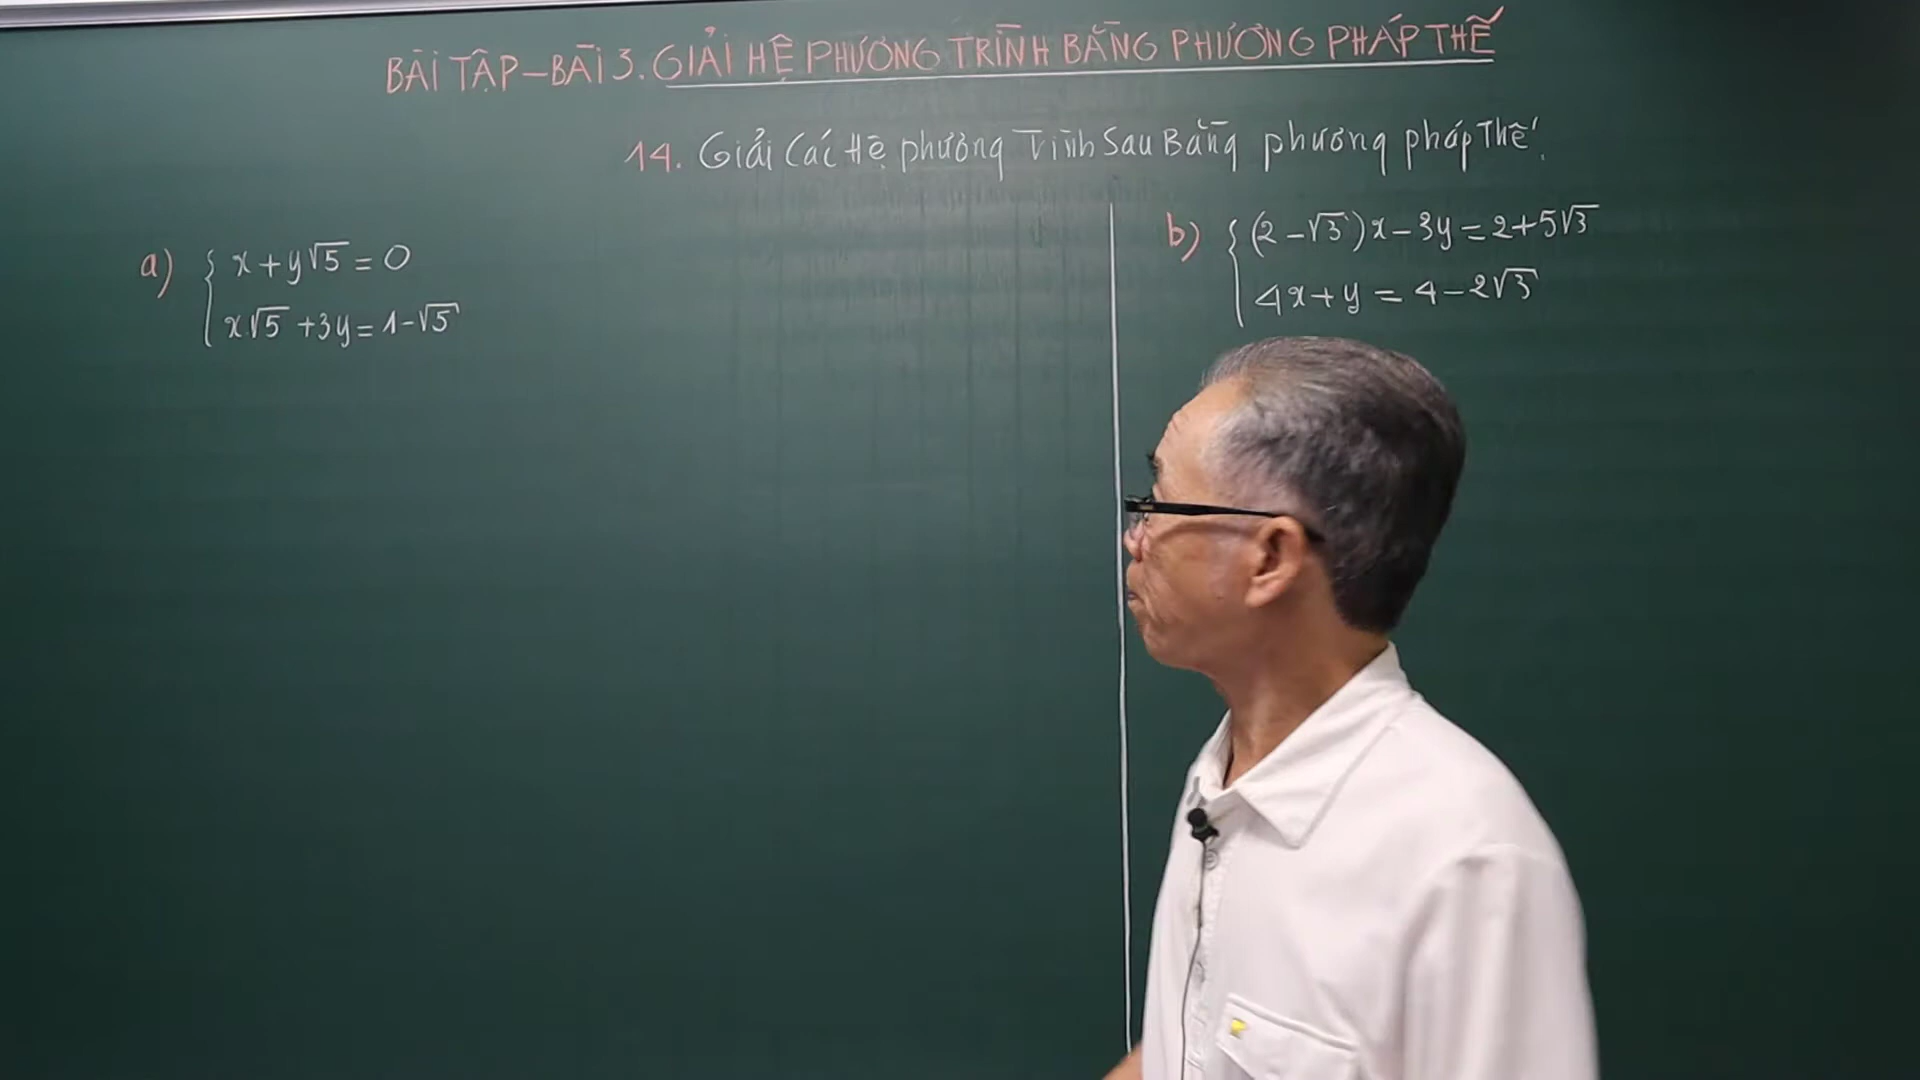 BÀI TẬP – BÀI 3. GIẢI HỆ PHƯƠNG TRÌNH BẰNG PHƯƠNG PHÁP THẾ
14. Giải Các Hệ phương Trình Sau Bằng phương pháp Thế!
a) { x + y√5 = 0
x.√5 + 3y = 1 - √5
b) { (2 - √3)x - 3y = 2 + 5√3
4x + y = 4 - 2√3